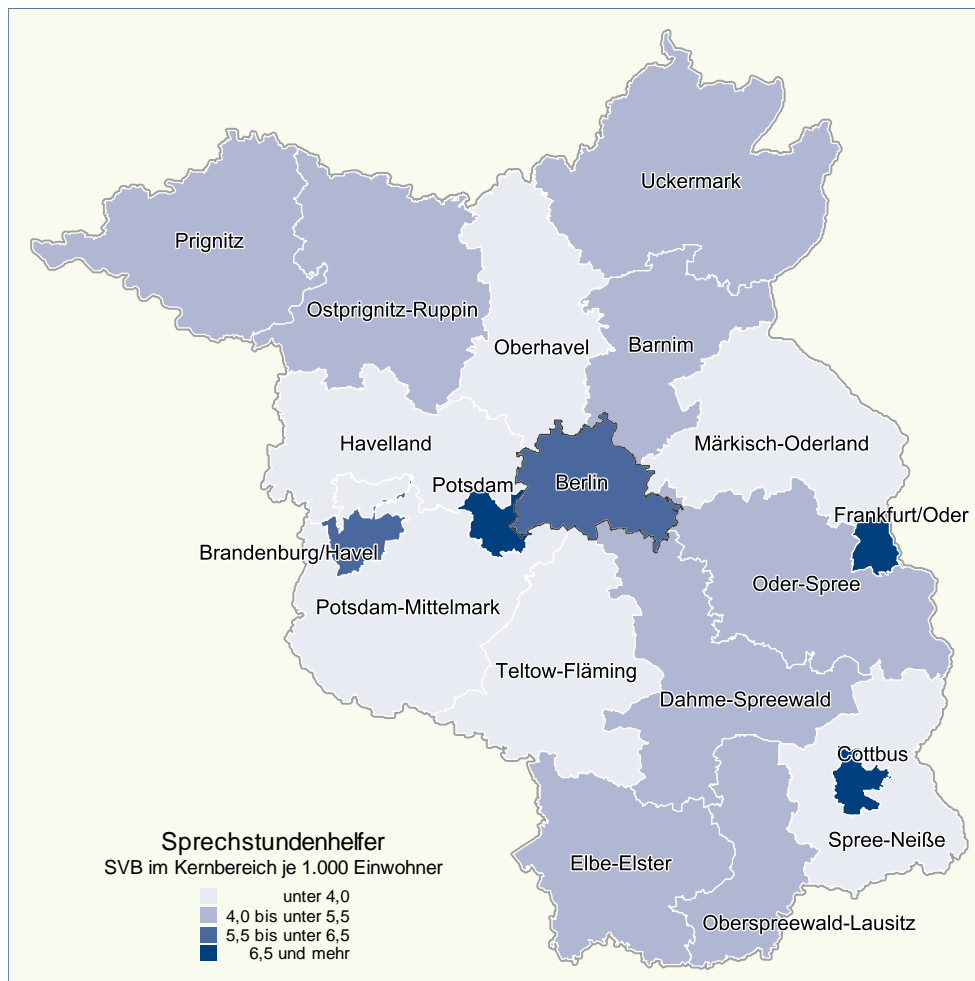 Uckermark
Prignitz
Ostprignitz-Ruppin
Oberhavel
Barnim
Havelland
Märkisch-Oderland
Potsdam
Berlin
Frankfurt/Oder
Brandenburg/Havel
Oder-Spree
Potsdam-Mittelmark
Teltow-Fläming
Dahme-Spreewald
Cottbus
Spree-Neiße
Elbe-Elster
Oberspreewald-Lausitz
Sprechstundenhelfer
SVB im Kernbereich je 1.000 Einwohner
unter 4,0
4,0 bis unter 5,5
5,5 bis unter 6,5
6,5 und mehr